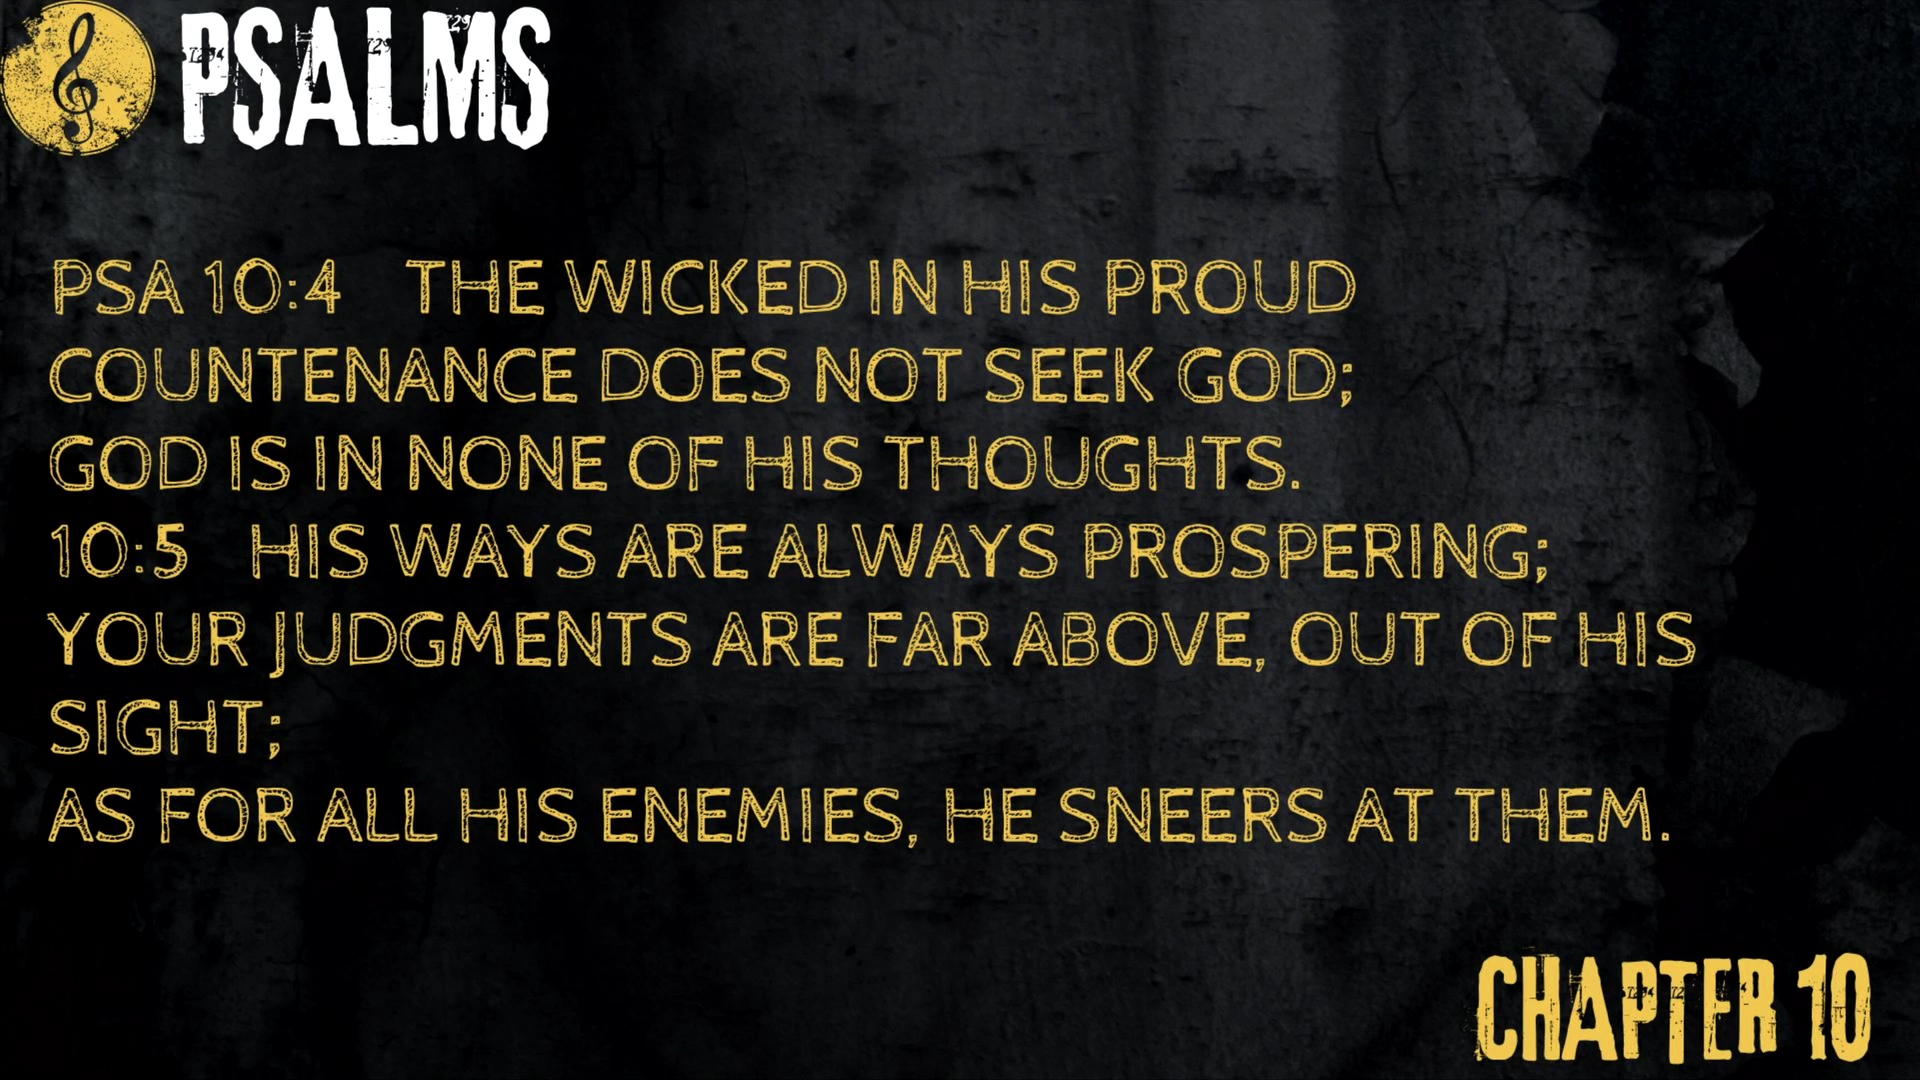 PSALMS
PSA 10:4 THE WICKED IN HIS PROUD
COUNTENANCE DOES NOT SEEK GOD;
GOD IS IN NONE OF HIS THOUGHTS.
10:5 HIS WAYS ARE ALWAYS PROSPERING;
YOUR JUDGMENTS ARE FAR ABOVE, OUT OF HIS
SIGHT;
AS FOR ALL HIS ENEMIES, HE SNEERS AT THEM.
CHAPTER 10